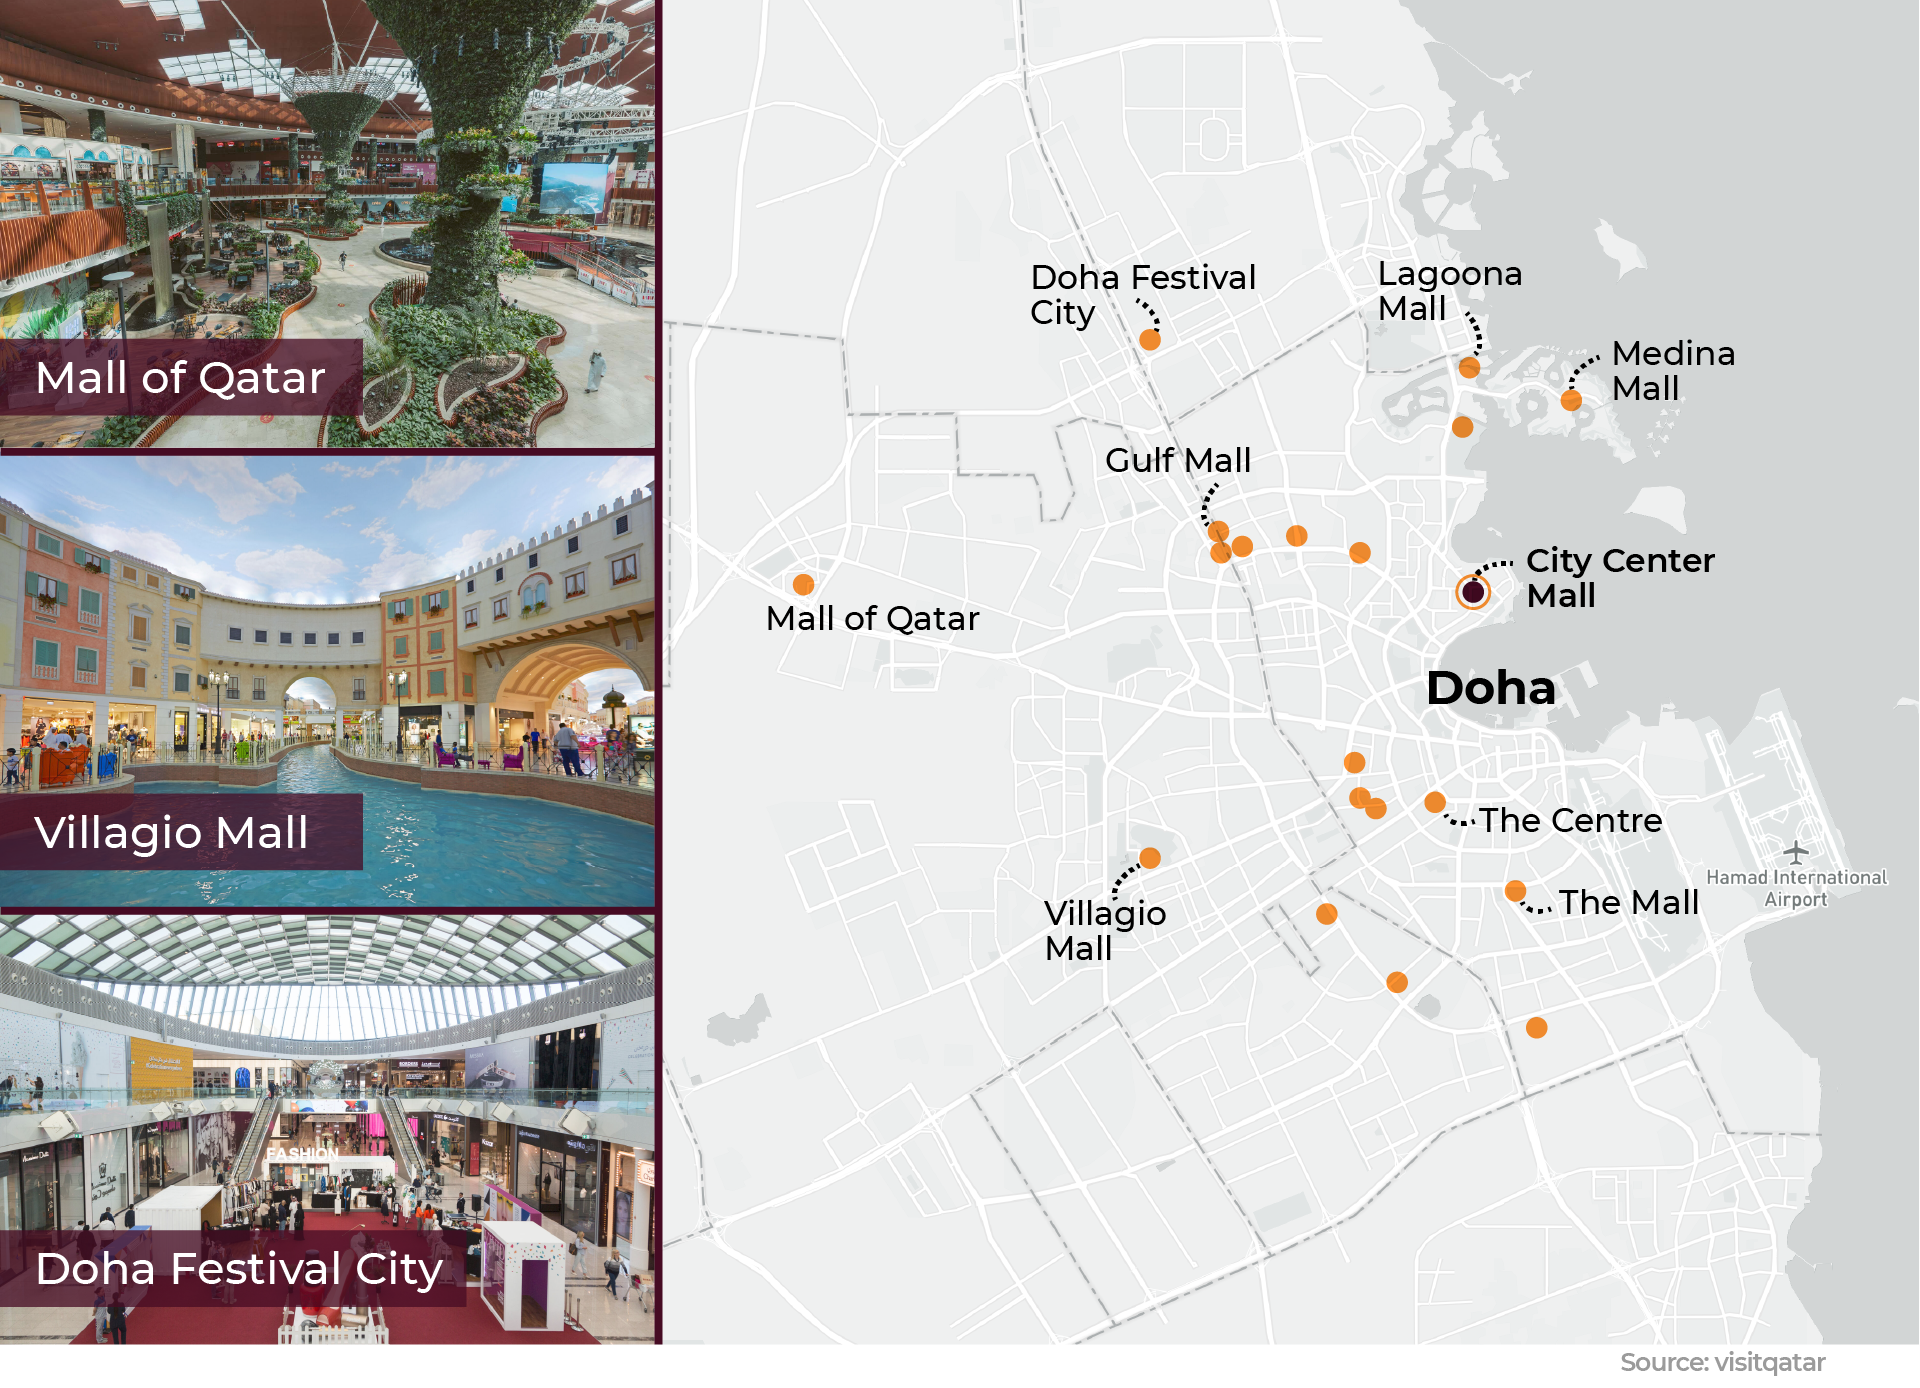 Mall of Qatar
Villagio Mall
FASHION
Doha Festival City
Doha Festival
City
Lagoona
Mall
Medina
Mall
Gulf Mall
City Center
Mall
Mall of Qatar
Doha
The Centre
Villagio
Mall
The Mall
Hamad International
Airport
Source: visitqatar